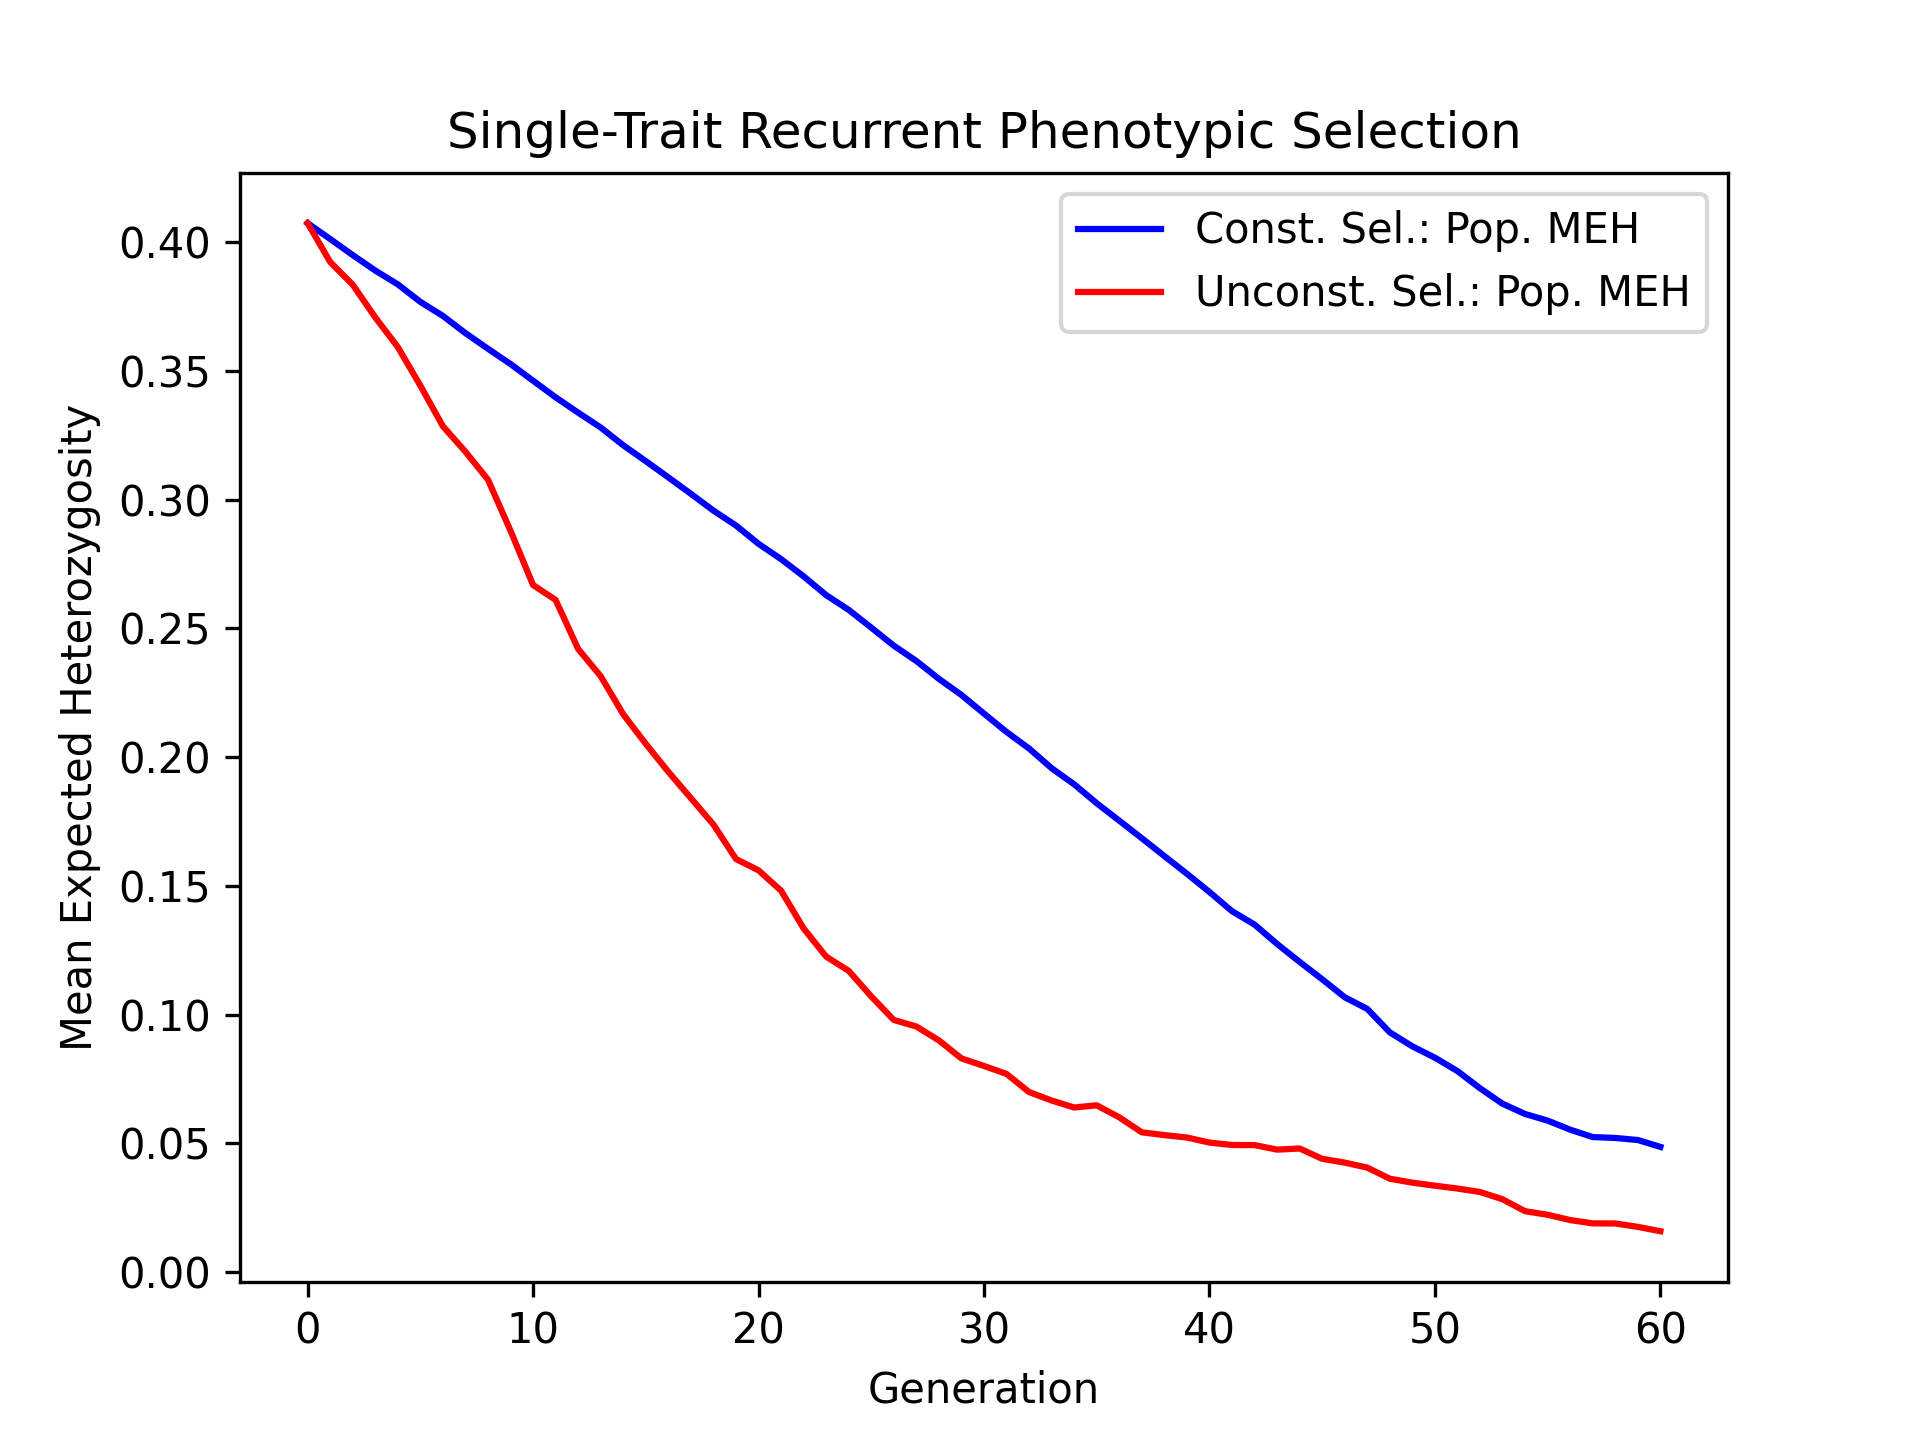 Single-Trait Recurrent Phenotypic Selection
Const. Sel.: Pop. MEH
Unconst. Sel.: Pop. MEH
Mean Expected Heterozygosity
0.40
0.35
0.30
0.25
0.20
0.15
0.10
0.05
0.00
0 10 20 30 40 50 60
Generation